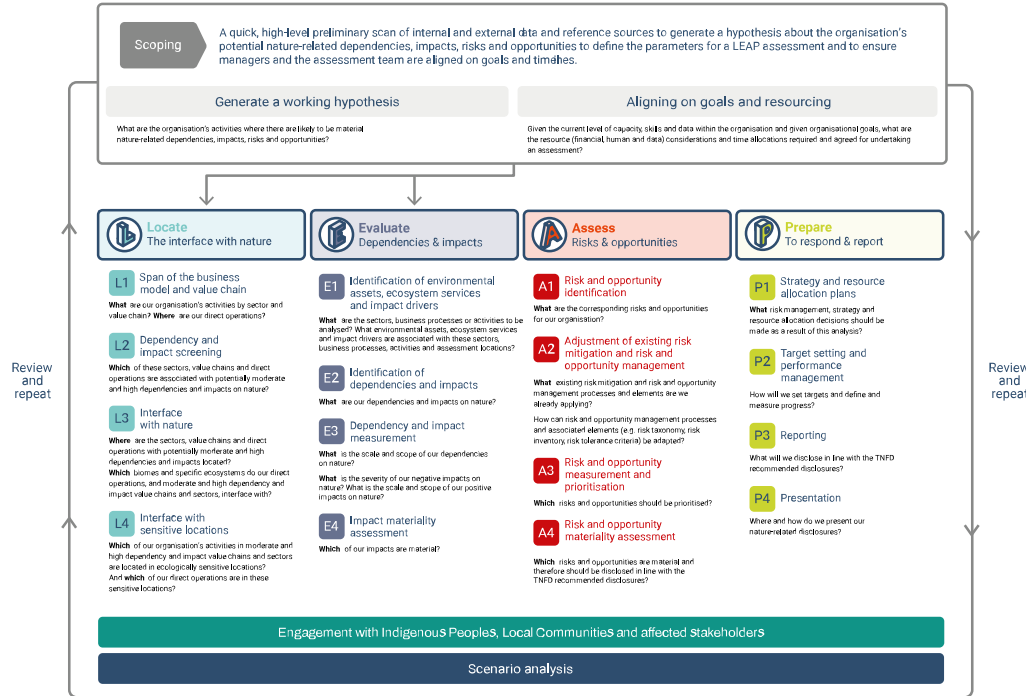 Scoping
A quick, high-level preliminary scan of internal and external data and reference sources to generate a hypothesis about the organisation's
potential nature-related dependencies, impacts, risks and opportunities to define the parameters for a LEAP assessment and to ensure
managers and the assessment team are aligned on goals and timelines.
Generate a working hypothesis
What are the organisation's activities where there are likely to be material
nature-related dependencies, impacts, risks and opportunities?
Aligning on goals and resourcing
Given the current level of capacity, skills and data within the organisation and given organisational goals, what are
the resource (financial, human and data) considerations and time allocations required and agreed for undertaking
an assessment?
Review
and
repeat
L
Locate
The interface with nature
L1
Span of the business
model and value chain
What are our organisation's activities by sector and
value chain? Where are our direct operations?
L2
Dependency and
impact screening
Which of these sectors, value chains and direct
operations are associated with potentially moderate
and high dependencies and impacts on nature?
L3
Interface
with nature
Where are the sectors, value chains and direct
operations with potentially moderate and high
dependencies and impacts located?
Which biomes and specific ecosystems do our direct
operations, and moderate and high dependency and
impact value chains and sectors, interface with?
L4
Interface with
sensitive locations
Which of our organisation's activities in moderate and
high dependency and impact value chains and sectors
are located in ecologically sensitive locations?
And which of our direct operations are in these
sensitive locations?
E
Evaluate
Dependencies & impacts
E1
Identification of environmental
assets, ecosystem services
and impact drivers
What are the sectors, business processes or activities to be
analysed? What environmental assets, ecosystem services
and impact drivers are associated with these sectors,
business processes, activities and assessment locations?
E2
Identification of
dependencies and impacts
What are our dependencies and impacts on nature?
E3
Dependency and impact
measurement
What is the scale and scope of our dependencies
on nature?
What is the severity of our negative impacts on
nature? What is the scale and scope of our positive
impacts on nature?
E4
Impact materiality
assessment
Which of our impacts are material?
A
Assess
Risks & opportunities
A1
Risk and opportunity
identification
What are the corresponding risks and opportunities
for our organisation?
A2
Adjustment of existing risk
mitigation and risk and
opportunity management
What existing risk mitigation and risk and opportunity
management processes and elements are we
already applying?
How can risk and opportunity management processes
and associated elements (e.g. risk taxonomy, risk
inventory, risk tolerance criteria) be adapted?
A3
Risk and opportunity
measurement and
prioritisation
Which risks and opportunities should be prioritised?
A4
Risk and opportunity
materiality assessment
Which risks and opportunities are material and
therefore should be disclosed in line with the
TNFD recommended disclosures?
P
Prepare
To respond & report
P1
Strategy and resource
allocation plans
What risk management, strategy and
resource allocation decisions should be
made as a result of this analysis?
P2
Target setting and
performance
management
How will we set targets and define and
measure progress?
P3
Reporting
What will we disclose in line with the TNFD
recommended disclosures?
P4
Presentation
Where and how do we present our
nature-related disclosures?
Review
and
repeat
Engagement with Indigenous Peoples, Local Communities and affected stakeholders
Scenario analysis